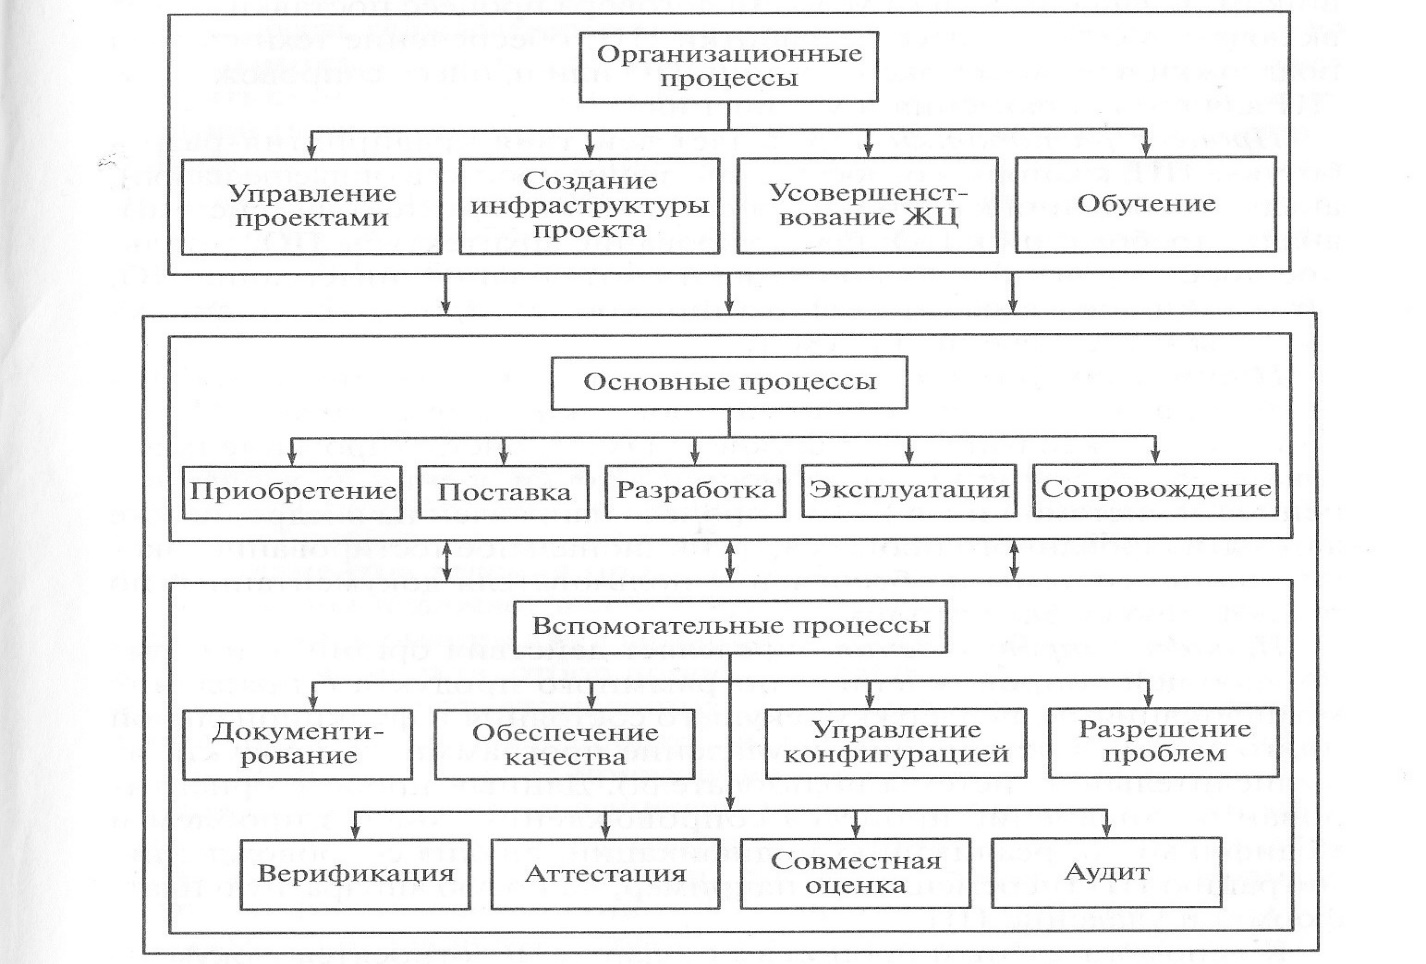 Организационные
процессы
Управление
проектами
Создание
инфраструктуры
проекта
Усовершенст-
вование ЖЦ
Обучение
Основные процессы
Приобретение
Поставка
Разработка
Эксплуатация
Сопровождение
Вспомогательные процессы
Документи-
рование
Обеспечение
качества
Управление
конфигурацией
Разрешение
проблем
Верификация
Аттестация
Совместная
оценка
Аудит